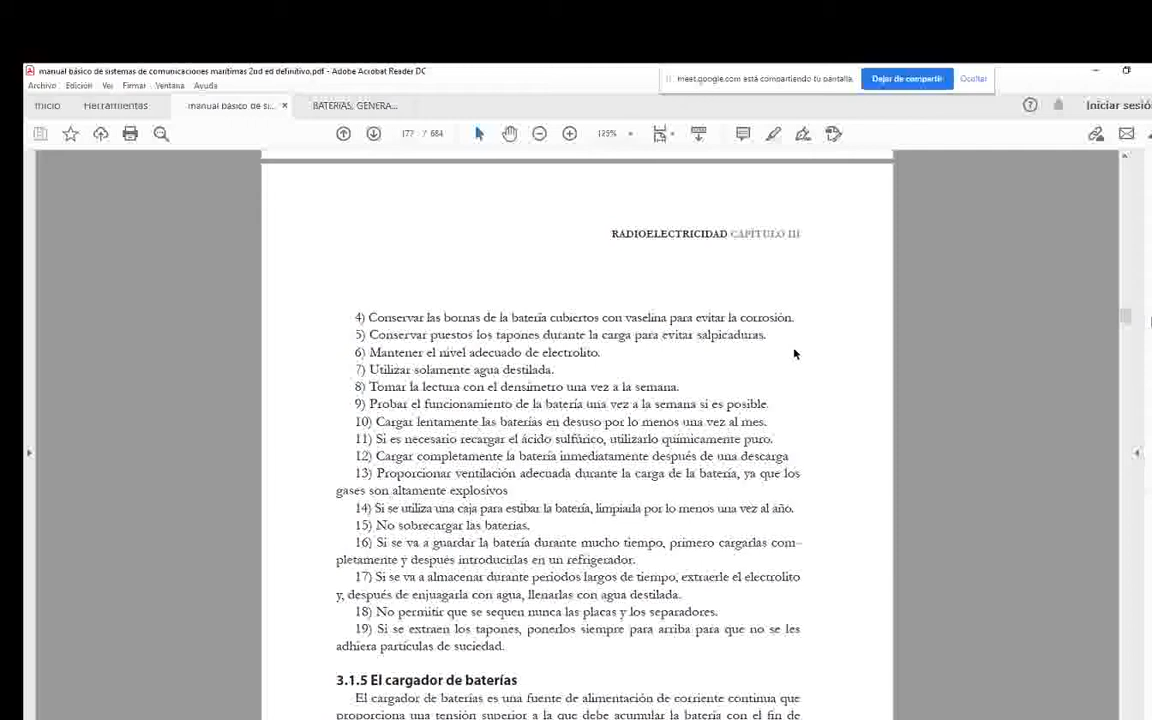 manual básico de sistemas de comunicaciones marítimas 2nd ed definitivo.pdf - Adobe Acrobat Reader DC
meet.google.com está compartiendo tu pantalla.
Dejar de compartir
Ocultar
Archivo Edición Ver Firmar Ventana Ayuda
Inicio Herramientas manual básico de si... × BATERÍAS, GENERA...
Iniciar sesió
177 / 684 125%
RADIOELECTRICIDAD CAPÍTULO III
4) Conservar las bornas de la batería cubiertos con vaselina para evitar la corrosión.
5) Conservar puestos los tapones durante la carga para evitar salpicaduras.
6) Mantener el nivel adecuado de electrolito.
7) Utilizar solamente agua destilada.
8) Tomar la lectura con el densímetro una vez a la semana.
9) Probar el funcionamiento de la batería una vez a la semana si es posible.
10) Cargar lentamente las baterías en desuso por lo menos una vez al mes.
11) Si es necesario recargar el ácido sulfúrico, utilizarlo químicamente puro.
12) Cargar completamente la batería inmediatamente después de una descarga
13) Proporcionar ventilación adecuada durante la carga de la batería, ya que los
gases son altamente explosivos
14) Si se utiliza una caja para estibar la batería, limpiarla por lo menos una vez al año.
15) No sobrecargar las baterías.
16) Si se va a guardar la batería durante mucho tiempo, primero cargarlas com-
pletamente y después introducirlas en un refrigerador.
17) Si se va a almacenar durante periodos largos de tiempo, extraerle el electrolito
y, después de enjuagarla con agua, llenarlas con agua destilada.
18) No permitir que se sequen nunca las placas y los separadores.
19) Si se extraen los tapones, ponerlos siempre para arriba para que no se les
adhiera partículas de suciedad.
3.1.5 El cargador de baterías
El cargador de baterías es una fuente de alimentación de corriente continua que
proporciona una tensión superior a la que debe acumular la batería con el fin de